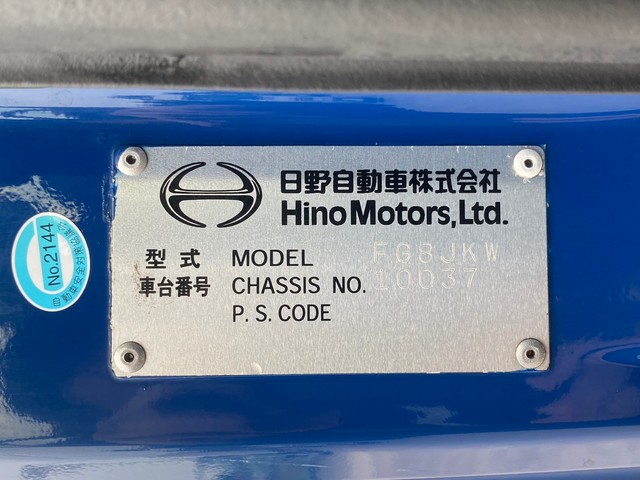 日野自動車株式会社
Hino Motors, Ltd.
型式 MODEL FG8JKW
車台番号 CHASSIS NO. 10037
P. S. CODE
No.2144